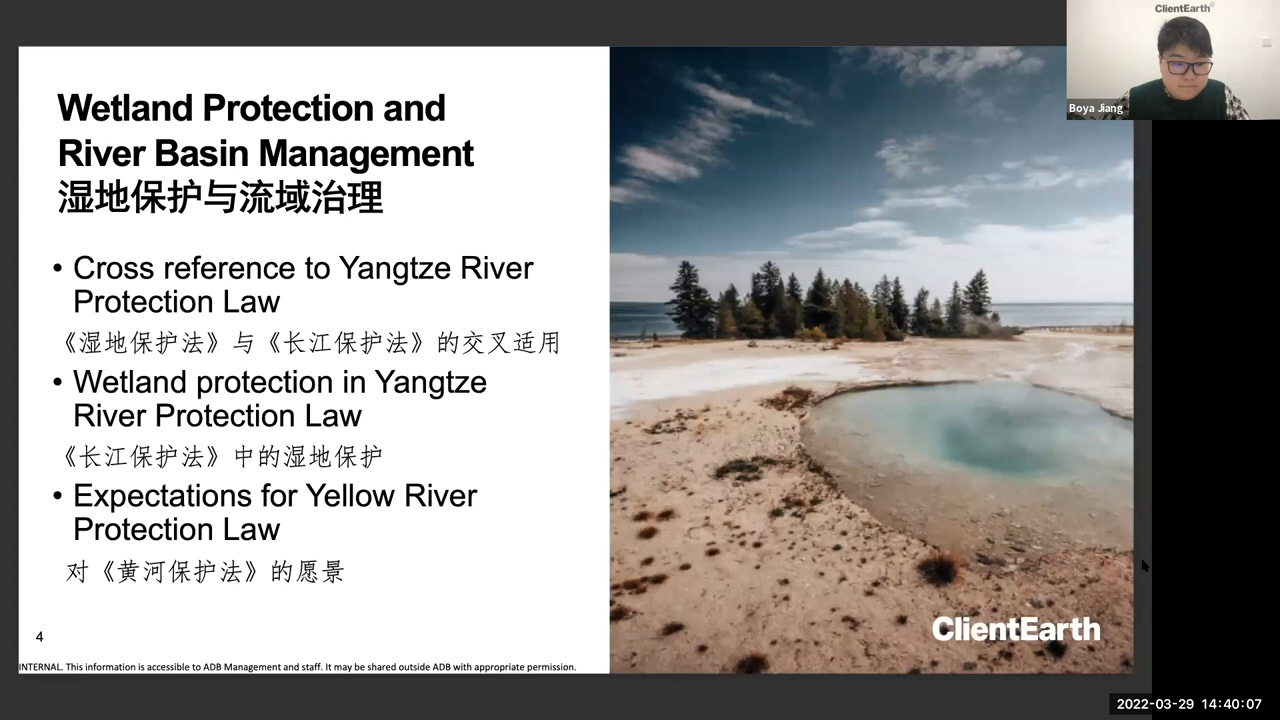 ClientEarth
Boya Jiang
Wetland Protection and
River Basin Management
湿地保护与流域治理
• Cross reference to Yangtze River
Protection Law
《湿地保护法》与《长江保护法》的交叉适用
• Wetland protection in Yangtze
River Protection Law
《长江保护法》中的湿地保护
• Expectations for Yellow River
Protection Law
对《黄河保护法》的愿景
ClientEarth
4
INTERNAL. This information is accessible to ADB Management and staff. It may be shared outside ADB with appropriate permission.
2022-03-29 14:40:07